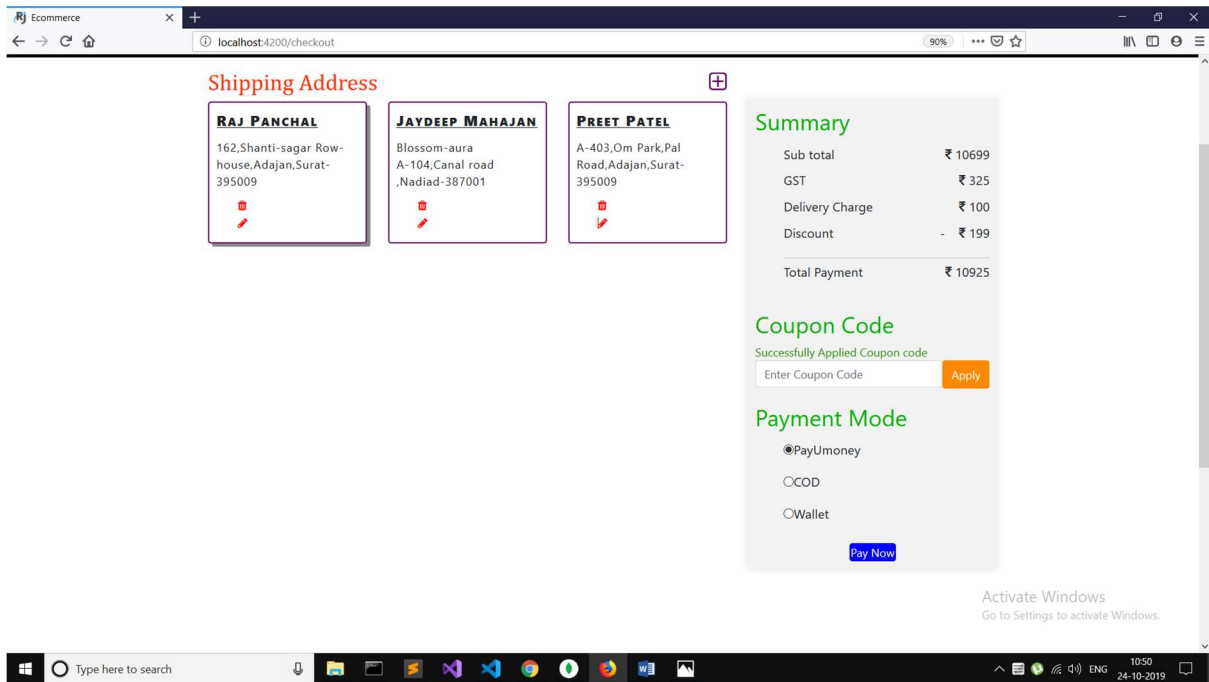 Rj Ecommerce
localhost:4200/checkout
90%
Shipping Address
RAJ PANCHAL
162,Shanti-sagar Row-
house,Adajan,Surat-
395009
JAYDEEP MAHAJAN
Blossom-aura
A-104,Canal road
,Nadiad-387001
PREET PATEL
A-403,Om Park,Pal
Road,Adajan,Surat-
395009
Summary
Sub total ₹ 10699
GST ₹ 325
Delivery Charge ₹ 100
Discount - ₹ 199
Total Payment ₹ 10925
Coupon Code
Successfully Applied Coupon code
Enter Coupon Code Apply
Payment Mode
PayUmoney
COD
Wallet
Pay Now
Activate Windows
Go to Settings to activate Windows.
Type here to search
ENG
10:50
24-10-2019